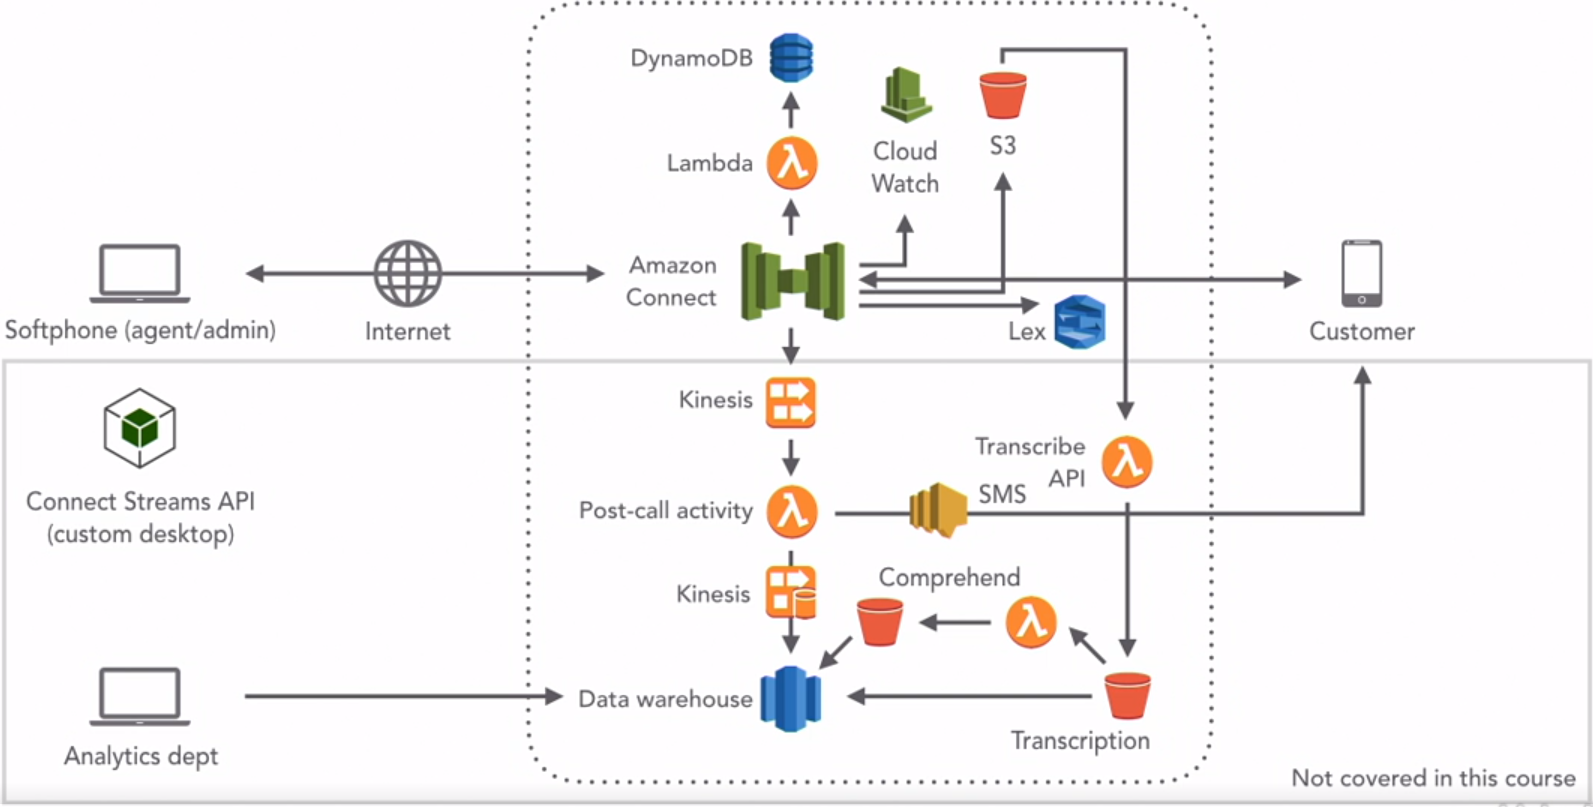 DynamoDB
Lambda
Cloud
Watch
S3
Amazon
Connect
Softphone (agent/admin)
Internet
Lex
Customer
Kinesis
Connect Streams API
(custom desktop)
Transcribe
API
Post-call activity
SMS
Kinesis
Comprehend
Data warehouse
Analytics dept
Transcription
Not covered in this course